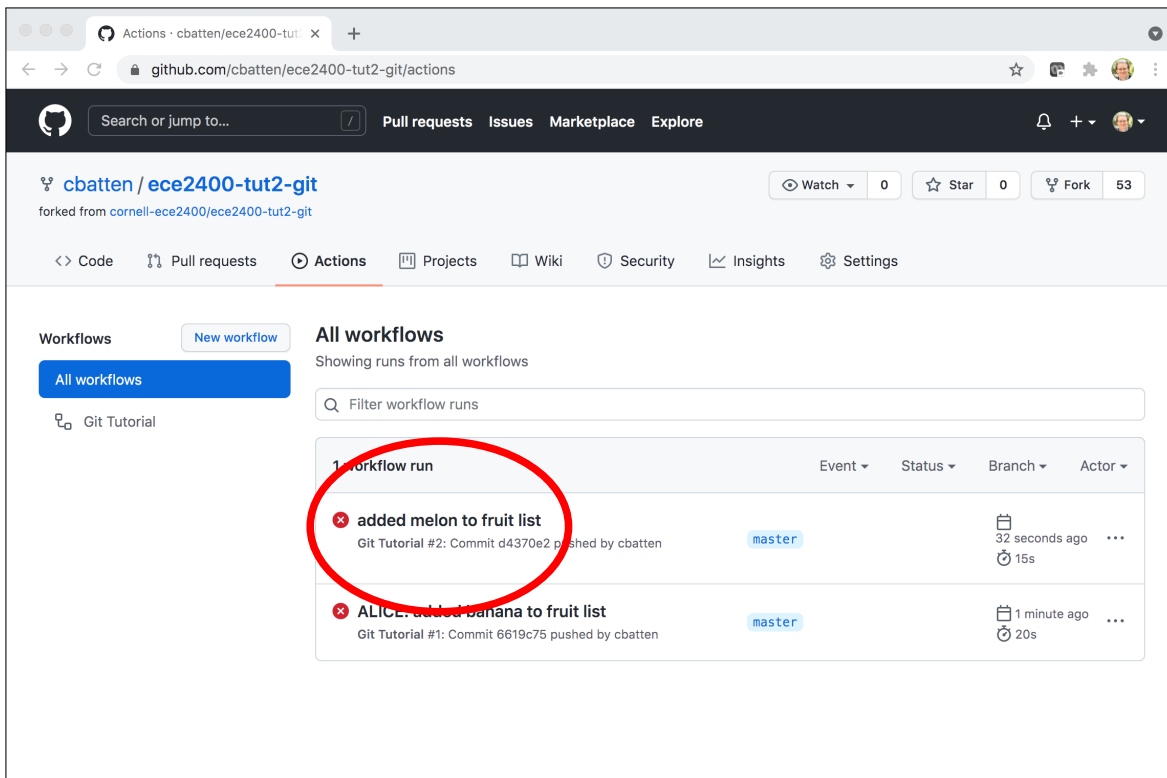 Actions · cbatten/ece2400-tut
github.com/cbatten/ece2400-tut2-git/actions
Search or jump to... / Pull requests Issues Marketplace Explore
cbatten / ece2400-tut2-git
Watch 0 Star 0 Fork 53
forked from cornell-ece2400/ece2400-tut2-git
Code Pull requests Actions Projects Wiki Security Insights Settings
Workflows New workflow
All workflows
Git Tutorial
All workflows
Showing runs from all workflows
Filter workflow runs
1 workflow run Event Status Branch Actor
added melon to fruit list
Git Tutorial #2: Commit d4370e2 pushed by cbatten
master
32 seconds ago
15s
ALICE: added banana to fruit list
Git Tutorial #1: Commit 6619c75 pushed by cbatten
master
1 minute ago
20s